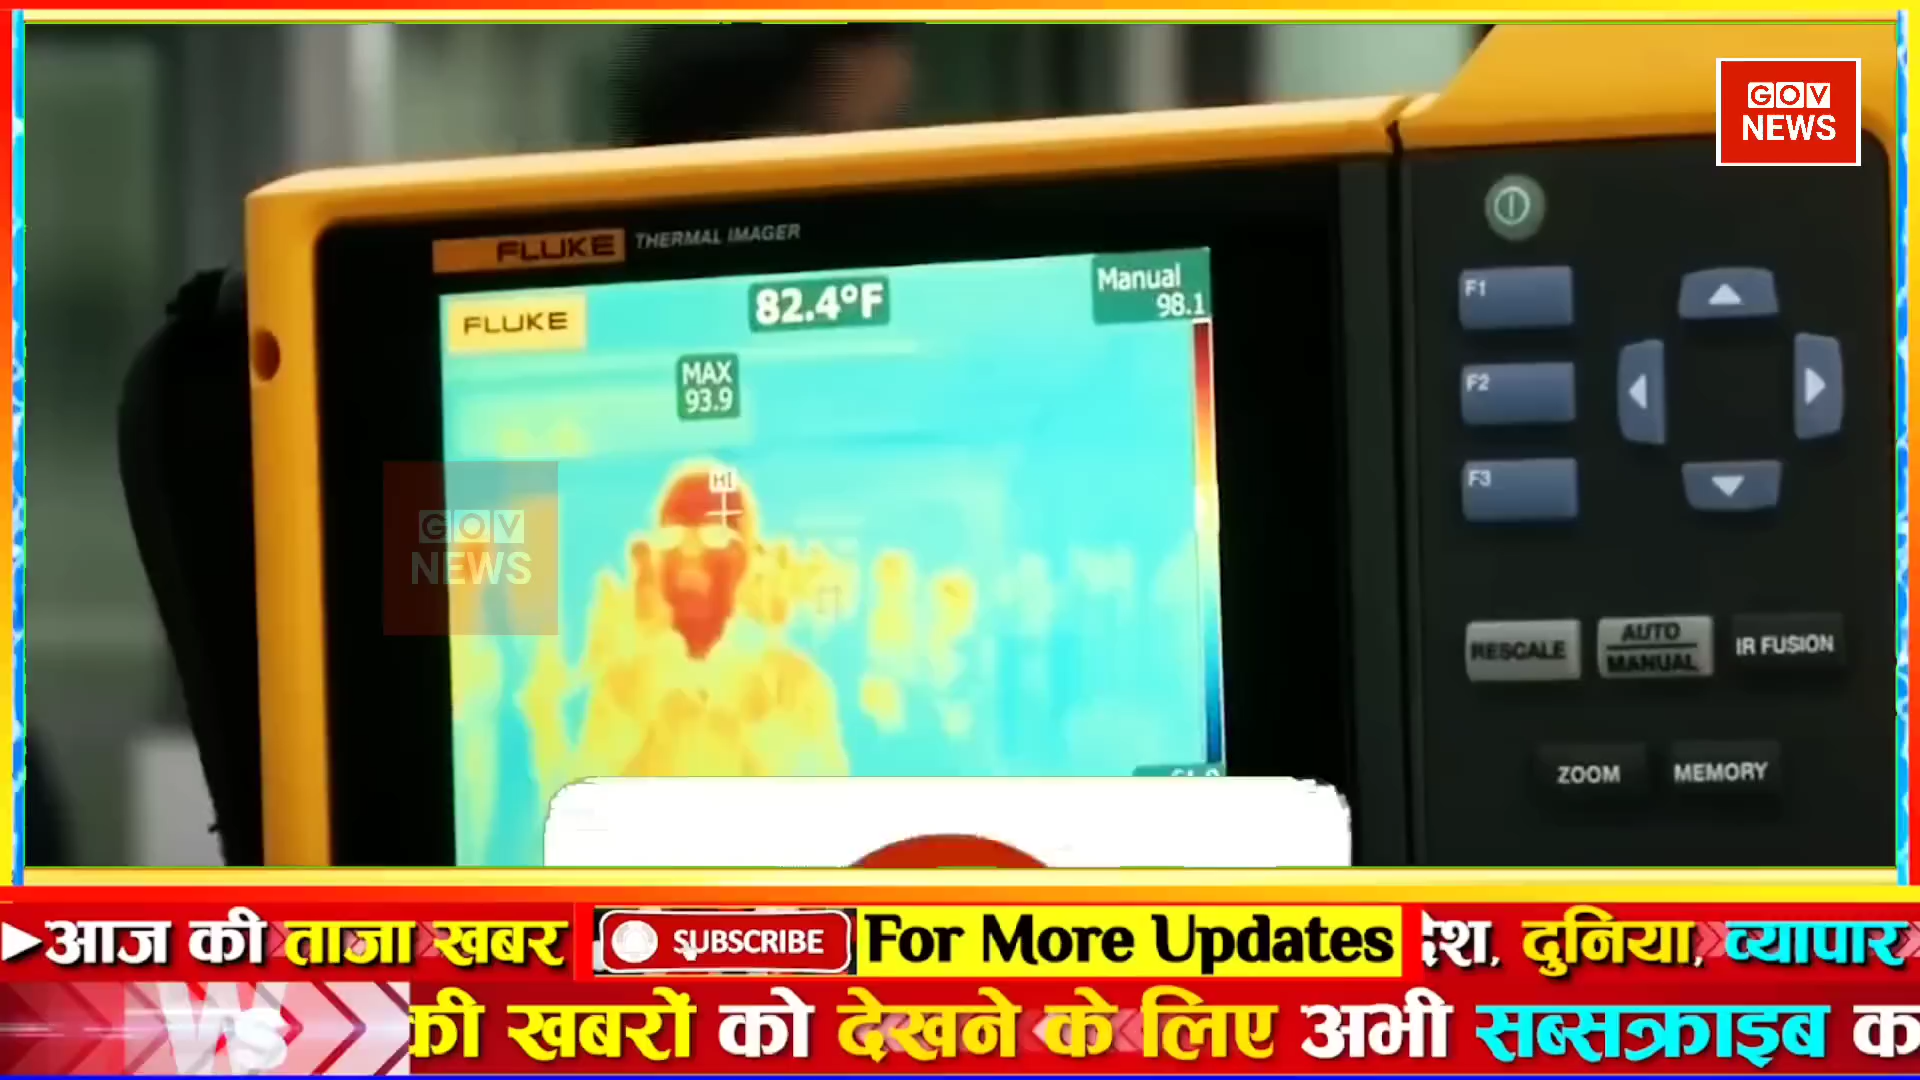 GOV
NEWS
FLUKE THERMAL IMAGER
FLUKE
82.4°F
Manual
98.1
MAX
93.9
HI
GOV
NEWS
F1
F2
F3
RESCALE
AUTO
MANUAL
IR FUSION
ZOOM
MEMORY
आज की ताजा खबर
SUBSCRIBE
For More Updates
दुनिया, व्यापार
की खबरों को देखने के लिए अभी सब्सक्राइब